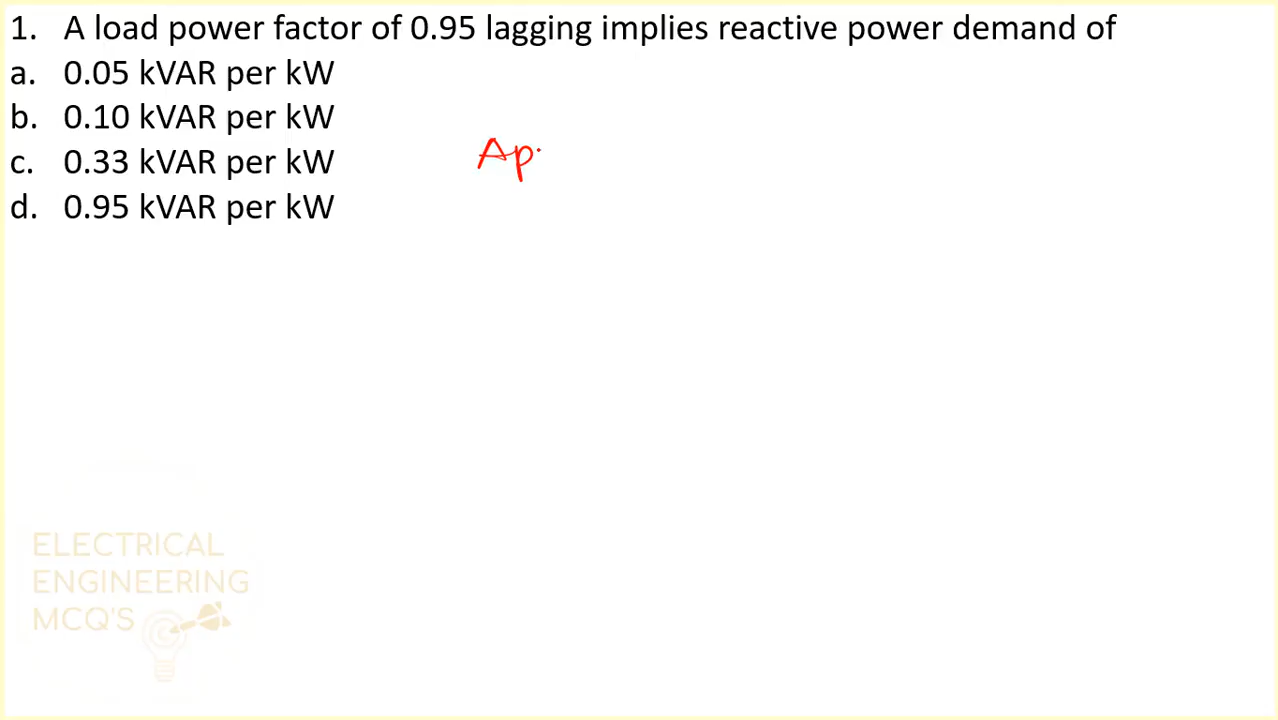 1. A load power factor of 0.95 lagging implies reactive power demand of
a. 0.05 kVAR per kW
b. 0.10 kVAR per kW
c. 0.33 kVAR per kW
d. 0.95 kVAR per kW
Ap
ELECTRICAL
ENGINEERING
MCQ'S